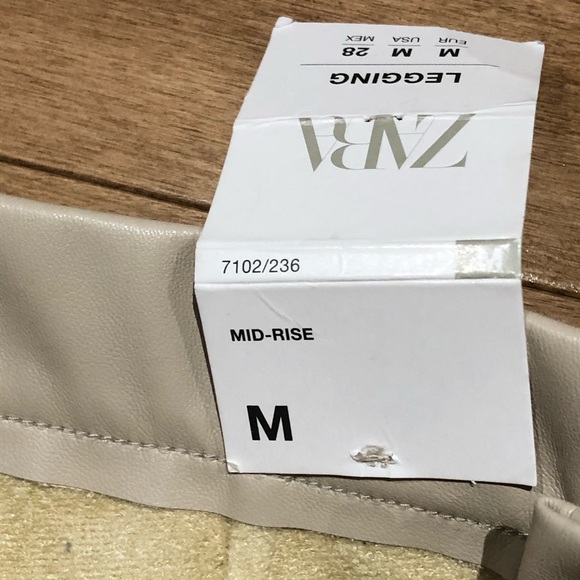 M M 28
EUR USA MEX
LEGGING
ZARA
7102/236
MID-RISE
M